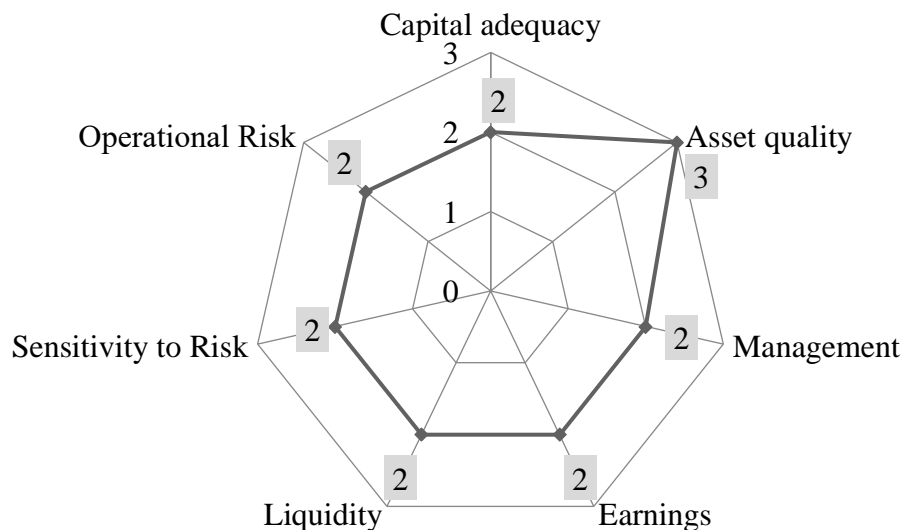 Capital adequacy
3
2
Operational Risk
2
2
Asset quality
3
1
0
2
Sensitivity to Risk
2
Management
2
2
Liquidity
Earnings